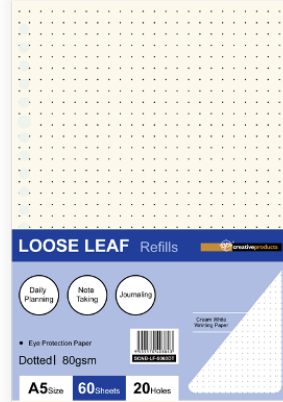 LOOSE LEAF Refills
cp creativeproducts
Daily
Planning
Note
Taking
Journaling
Cream White
Writing Paper
• Eye Protection Paper
Dotted| 80gsm
A5 Size
60 Sheets
20 Holes